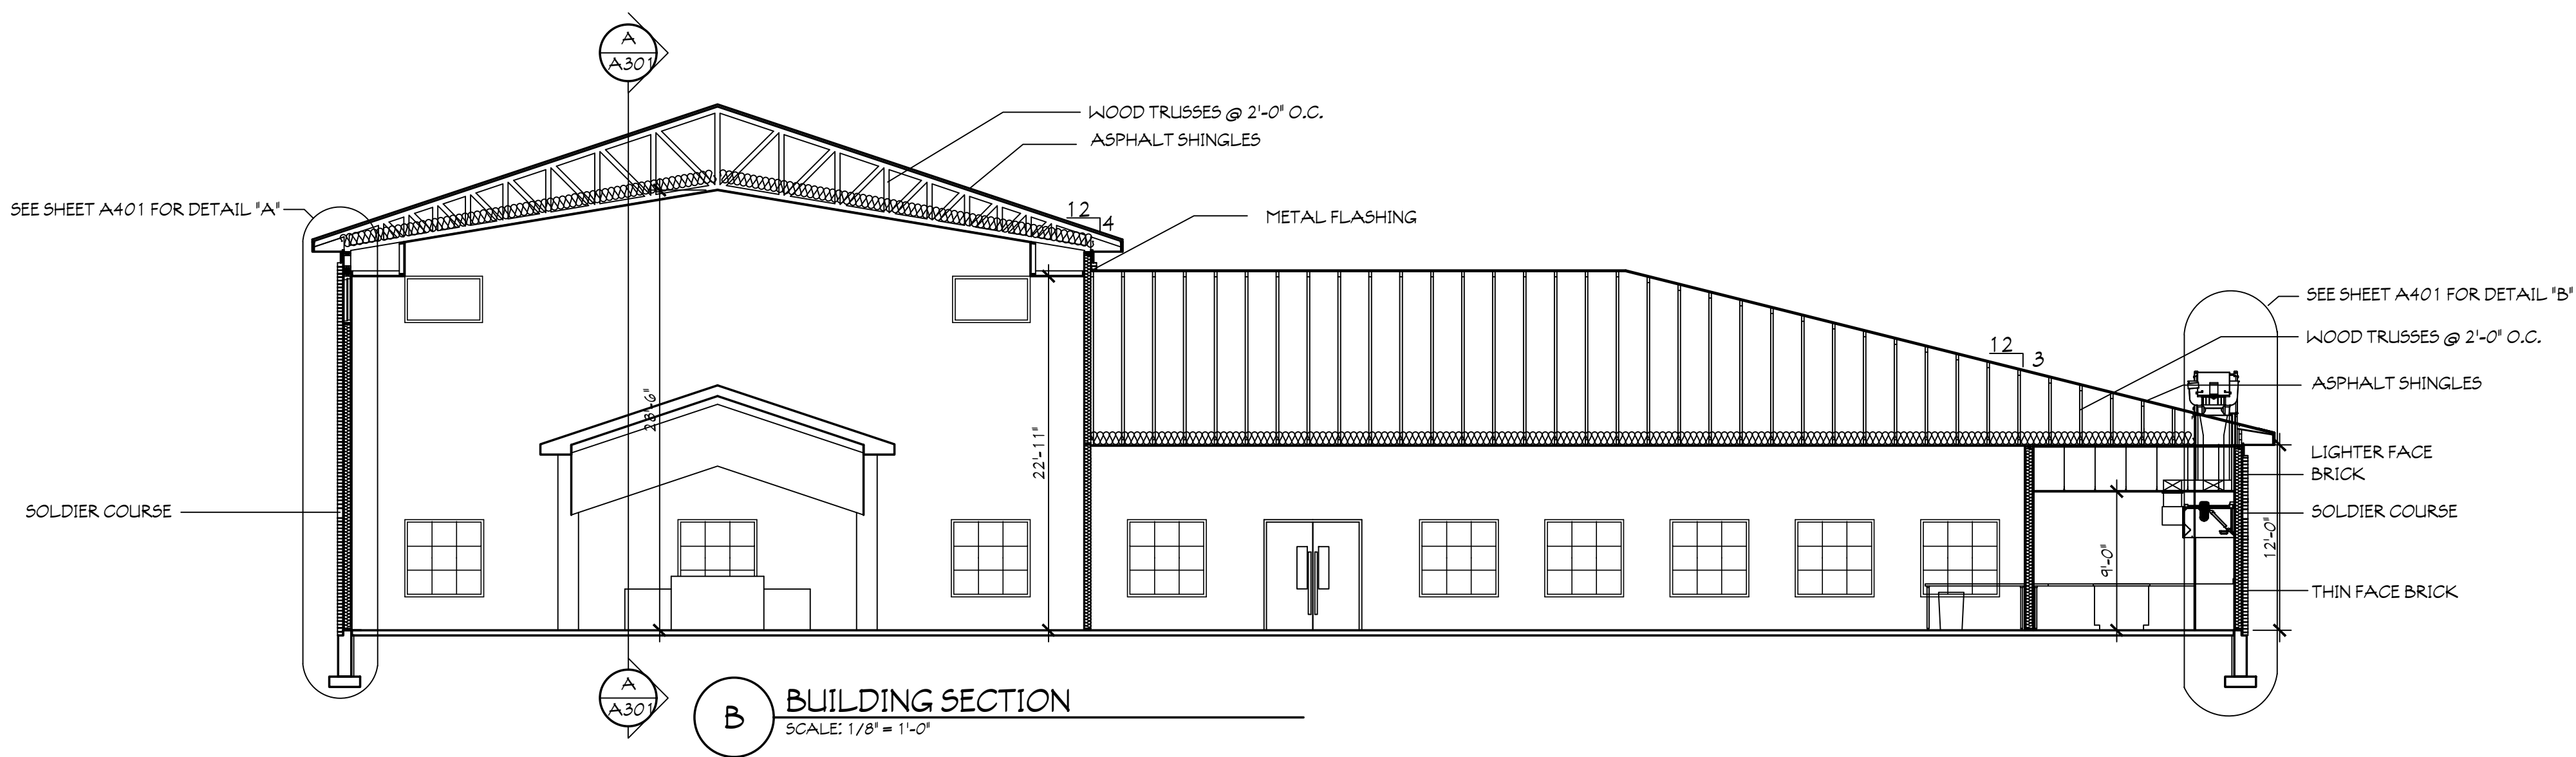 A
A301
WOOD TRUSSES @ 2'-0" O.C.
ASPHALT SHINGLES
SEE SHEET A401 FOR DETAIL "A"
12
4
METAL FLASHING
SEE SHEET A401 FOR DETAIL "B"
WOOD TRUSSES @ 2'-0" O.C.
12
3
ASPHALT SHINGLES
28'-6"
22'-11"
LIGHTER FACE
BRICK
SOLDIER COURSE
SOLDIER COURSE
12'-0"
9'-0"
THIN FACE BRICK
A
A301
B
BUILDING SECTION
SCALE: 1/8" = 1'-0"